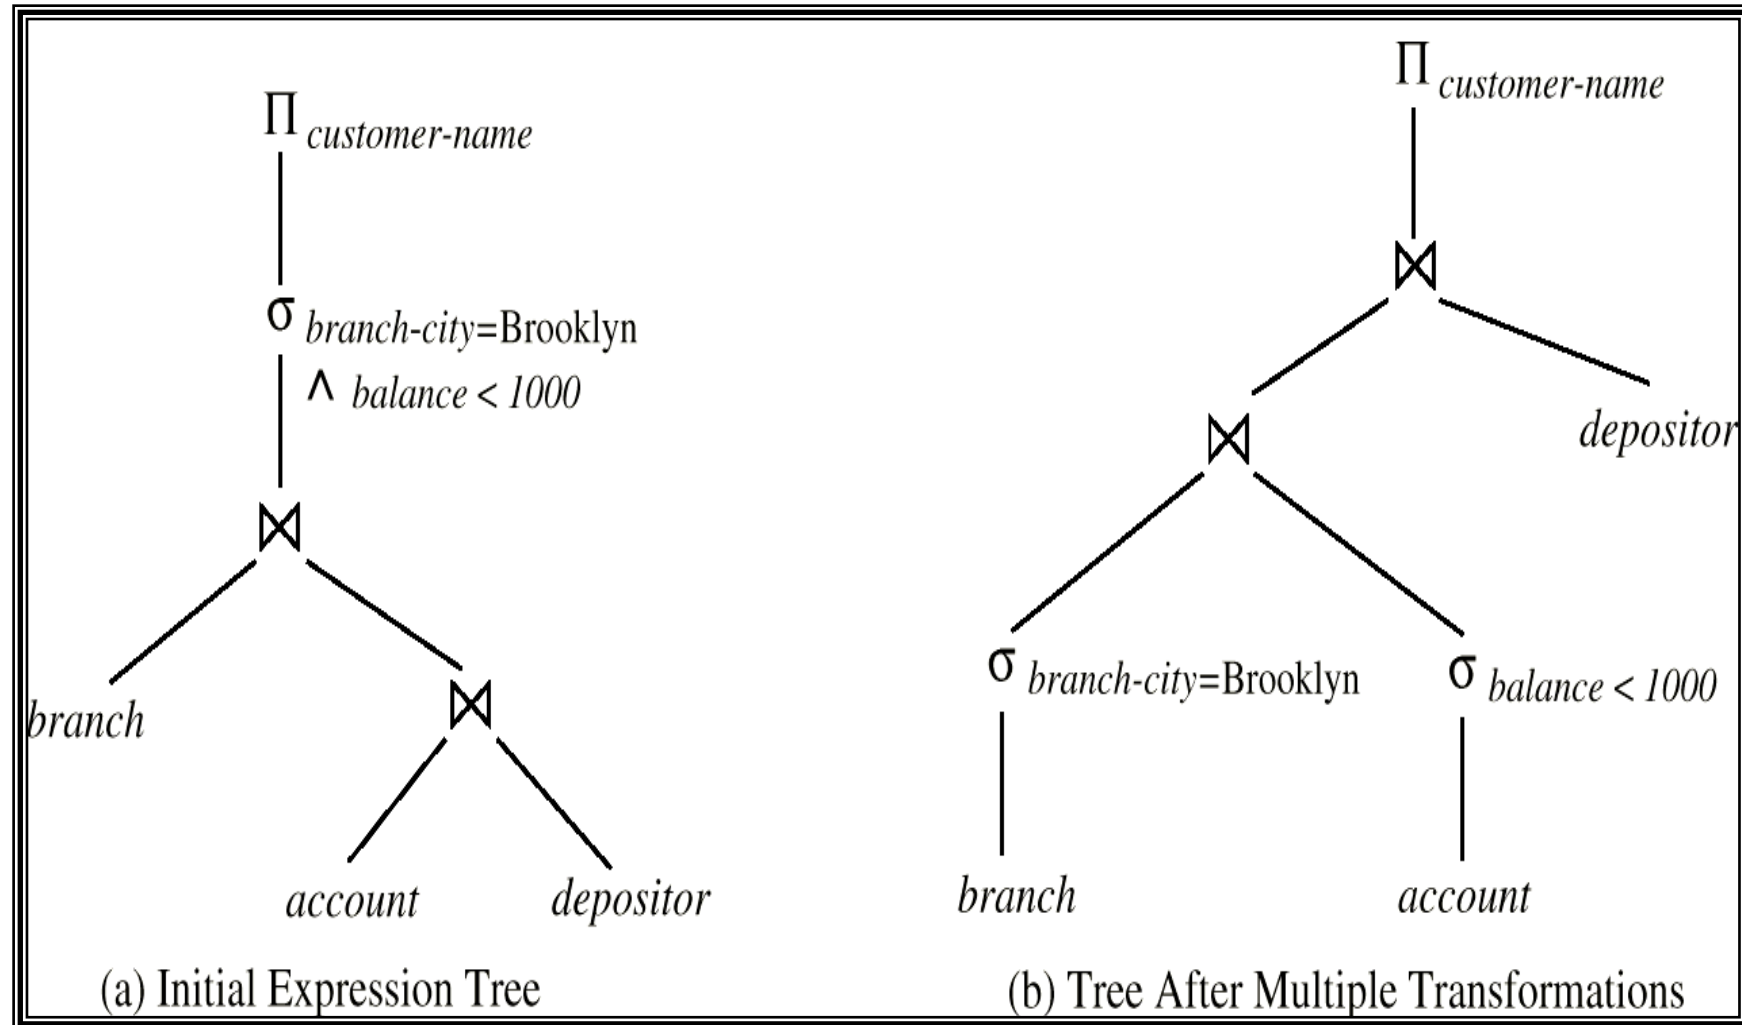 Π customer-name
σ branch-city=Brooklyn
∧ balance < 1000
⋈
branch
⋈
account depositor
(a) Initial Expression Tree
Π customer-name
⋈
depositor
⋈
σ branch-city=Brooklyn σ balance < 1000
branch account
(b) Tree After Multiple Transformations